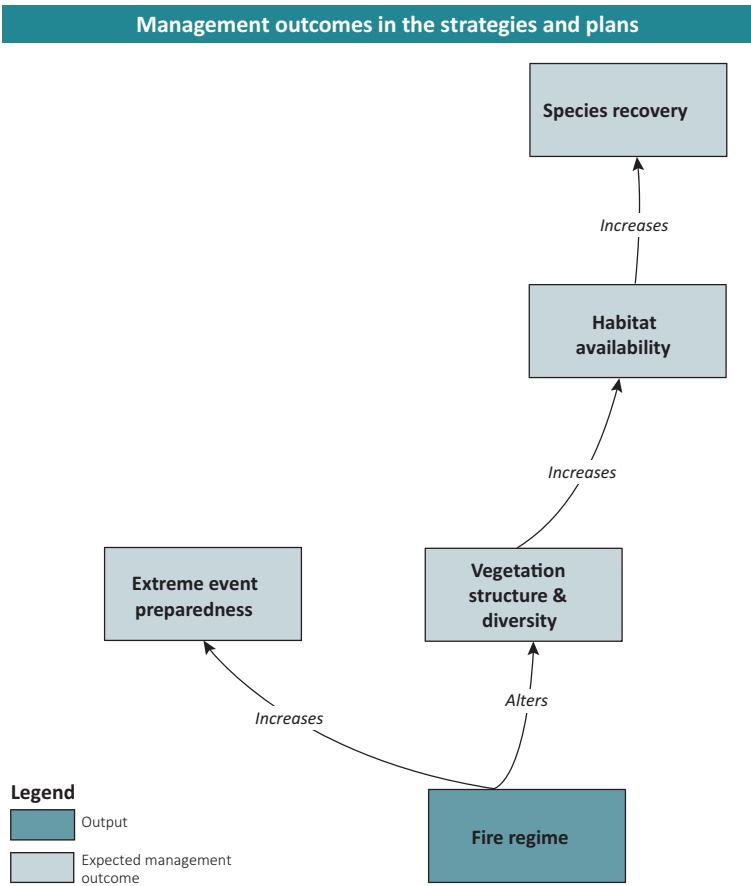 Management outcomes in the strategies and plans
Species recovery
Increases
Habitat
availability
Increases
Extreme event
preparedness
Vegetation
structure &
diversity
Increases
Alters
Legend
Output
Expected management
outcome
Fire regime